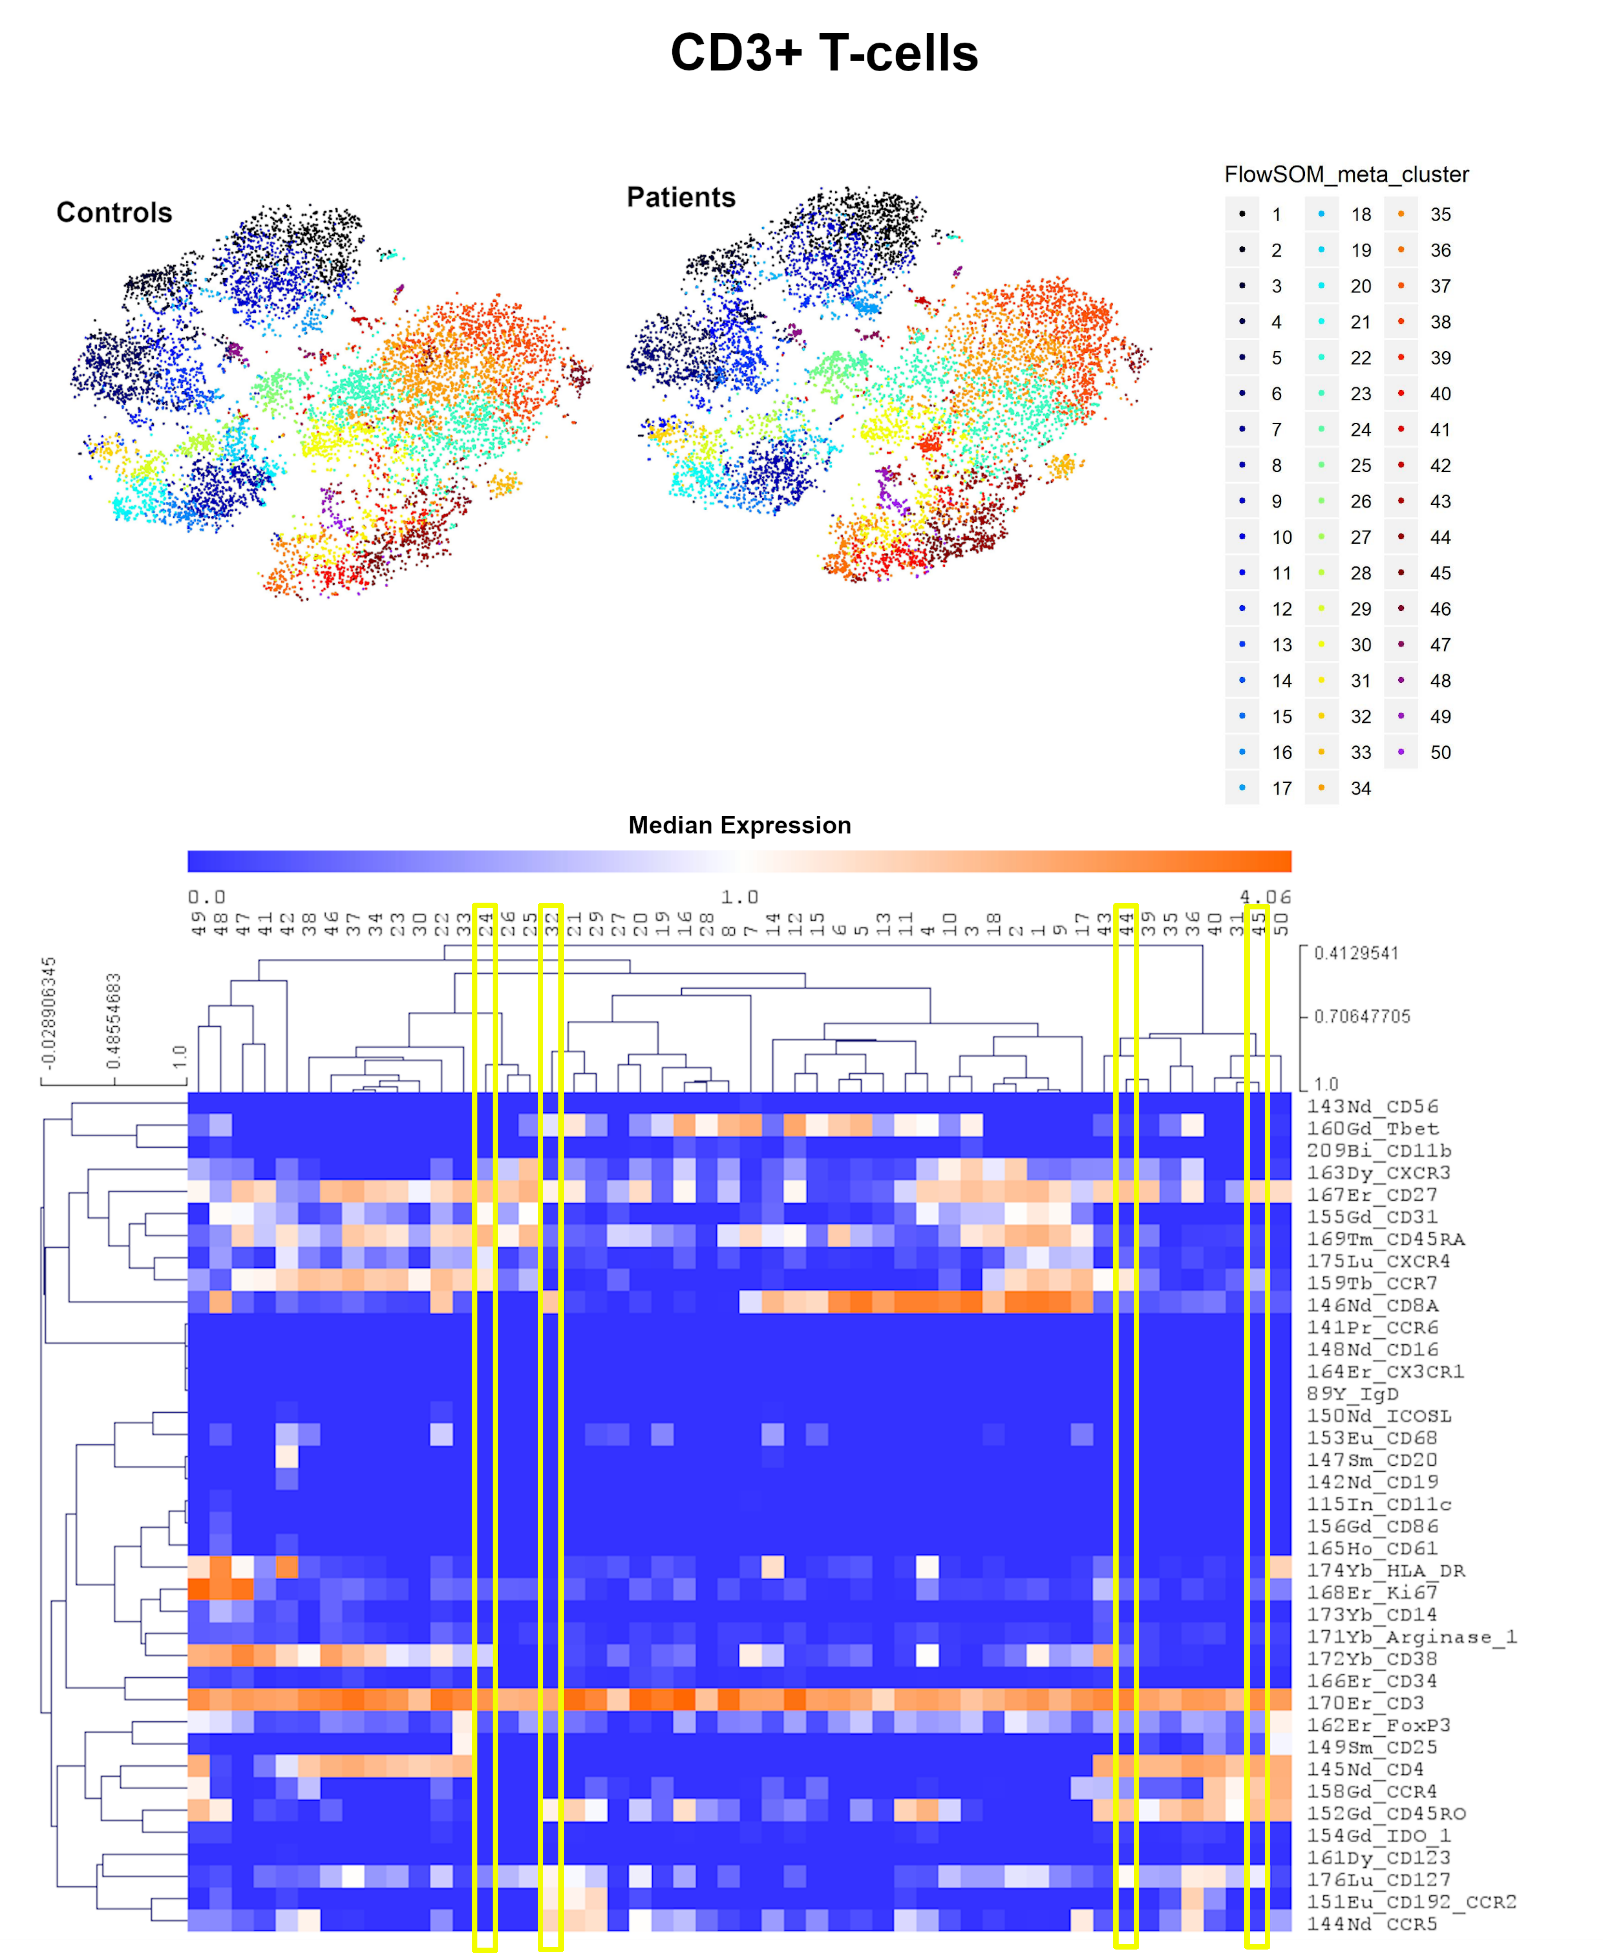 CD3+ T-cells
Controls
Patients
FlowSOM_meta_cluster
1 18 35
2 19 36
3 20 37
4 21 38
5 22 39
6 23 40
7 24 41
8 25 42
9 26 43
10 27 44
11 28 45
12 29 46
13 30 47
14 31 48
15 32 49
16 33 50
17 34
Median Expression
0.0 1.0 4.06
49 48 47 41 42 38 46 37 34 23 30 22 33 24 26 25 32 21 29 27 20 19 16 28 8 7 14 12 15 6 5 13 11 4 10 3 18 2 1 9 17 43 44 39 35 36 40 31 45 50
-0.028906345
0.48554683
1.0
0.4129541
0.70647705
1.0
143Nd_CD56
160Gd_Tbet
209Bi_CD11b
163Dy_CXCR3
167Er_CD27
155Gd_CD31
169Tm_CD45RA
175Lu_CXCR4
159Tb_CCR7
146Nd_CD8A
141Pr_CCR6
148Nd_CD16
164Er_CX3CR1
89Y_IgD
150Nd_ICOSL
153Eu_CD68
147Sm_CD20
142Nd_CD19
115In_CD11c
156Gd_CD86
165Ho_CD61
174Yb_HLA_DR
168Er_Ki67
173Yb_CD14
171Yb_Arginase_1
172Yb_CD38
166Er_CD34
170Er_CD3
162Er_FoxP3
149Sm_CD25
145Nd_CD4
158Gd_CCR4
152Gd_CD45RO
154Gd_IDO_1
161Dy_CD123
176Lu_CD127
151Eu_CD192_CCR2
144Nd_CCR5